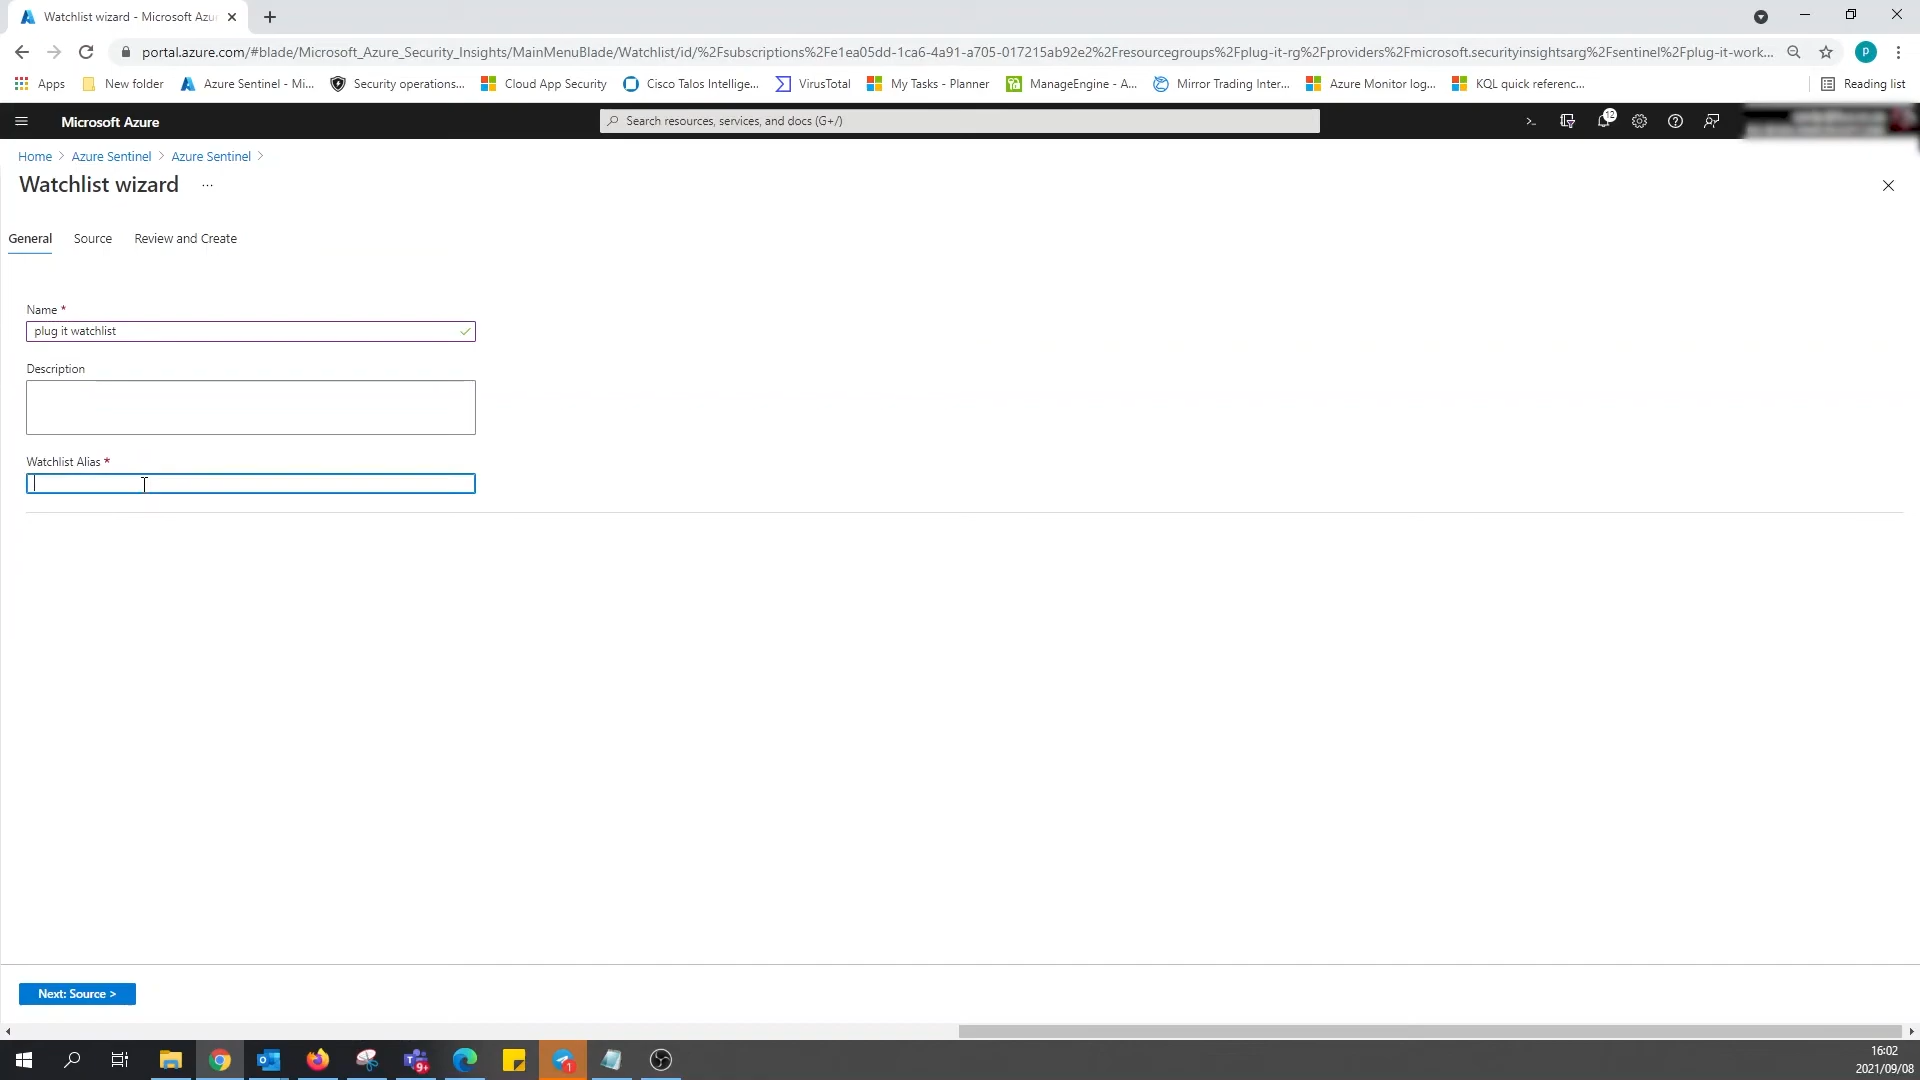 Watchlist wizard - Microsoft Azur
portal.azure.com/#blade/Microsoft_Azure_Security_Insights/MainMenuBlade/Watchlist/id/%2Fsubscriptions%2Fe1ea05dd-1ca6-4a91-a705-017215ab92e2%2Fresourcegroups%2Fplug-it-rg%2Fproviders%2Fmicrosoft.securityinsightsarg%2Fsentinel%2Fplug-it-work...
P
Apps New folder Azure Sentinel - Mi... Security operations... Cloud App Security Cisco Talos Intellige... VirusTotal My Tasks - Planner ManageEngine - A... Mirror Trading Inter... Azure Monitor log... KQL quick referenc... Reading list
Microsoft Azure Search resources, services, and docs (G+/) 12
Home > Azure Sentinel > Azure Sentinel >
Watchlist wizard ...
General Source Review and Create
Name *
plug it watchlist
Description
Watchlist Alias *
Next: Source >
9+ 1
16:02
2021/09/08